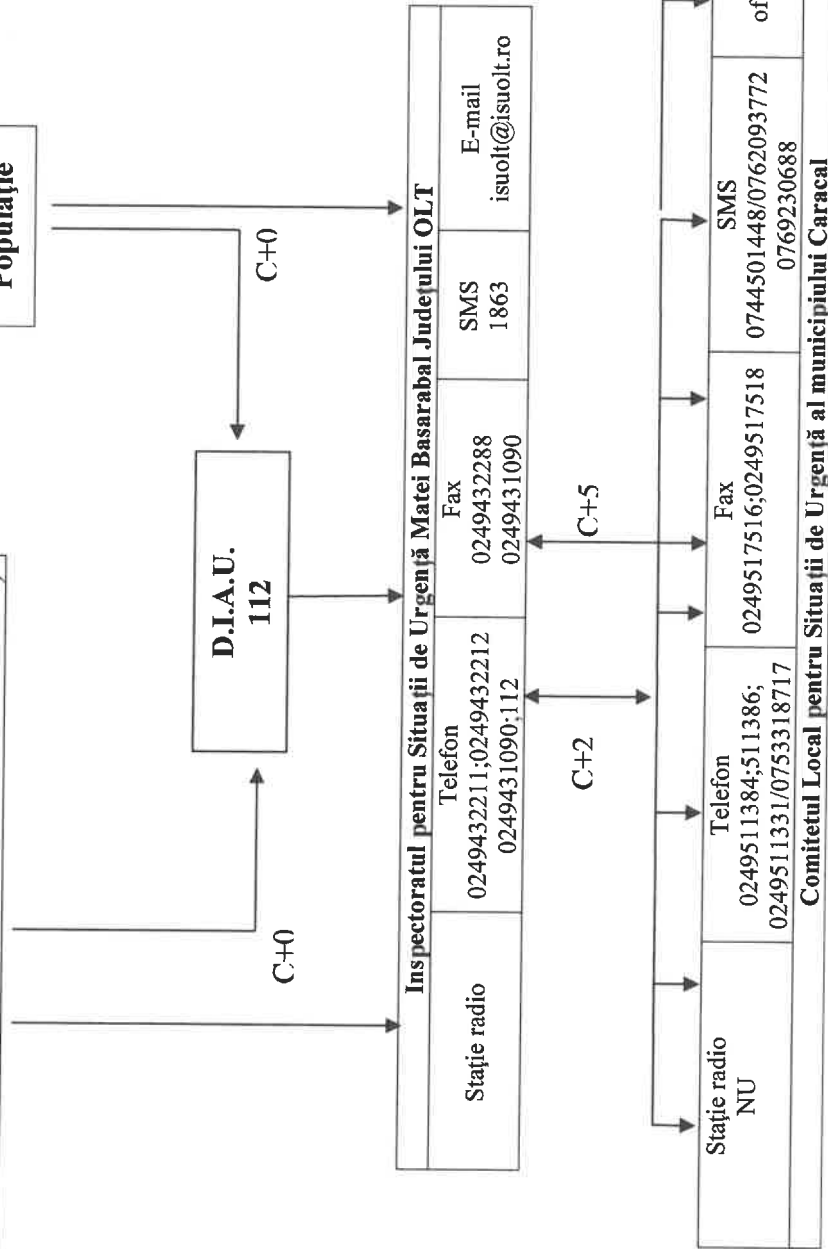 Populație
C+0
C+0
D.I.A.U.
112
Inspectoratul pentru Situații de Urgență Matei Basarabal Județului OLT
Stație radio
Telefon
0249432211;0249432212
0249431090;112
Fax
0249432288
0249431090
SMS
1863
E-mail
isuolt@isuolt.ro
C+2
C+5
Stație radio
NU
Telefon
0249511384;511386;
0249511331/0753318717
Fax
0249517516;0249517518
SMS
0744501448/0762093772
0769230688
of
Comitetul Local pentru Situații de Urgență al municipiului Caracal